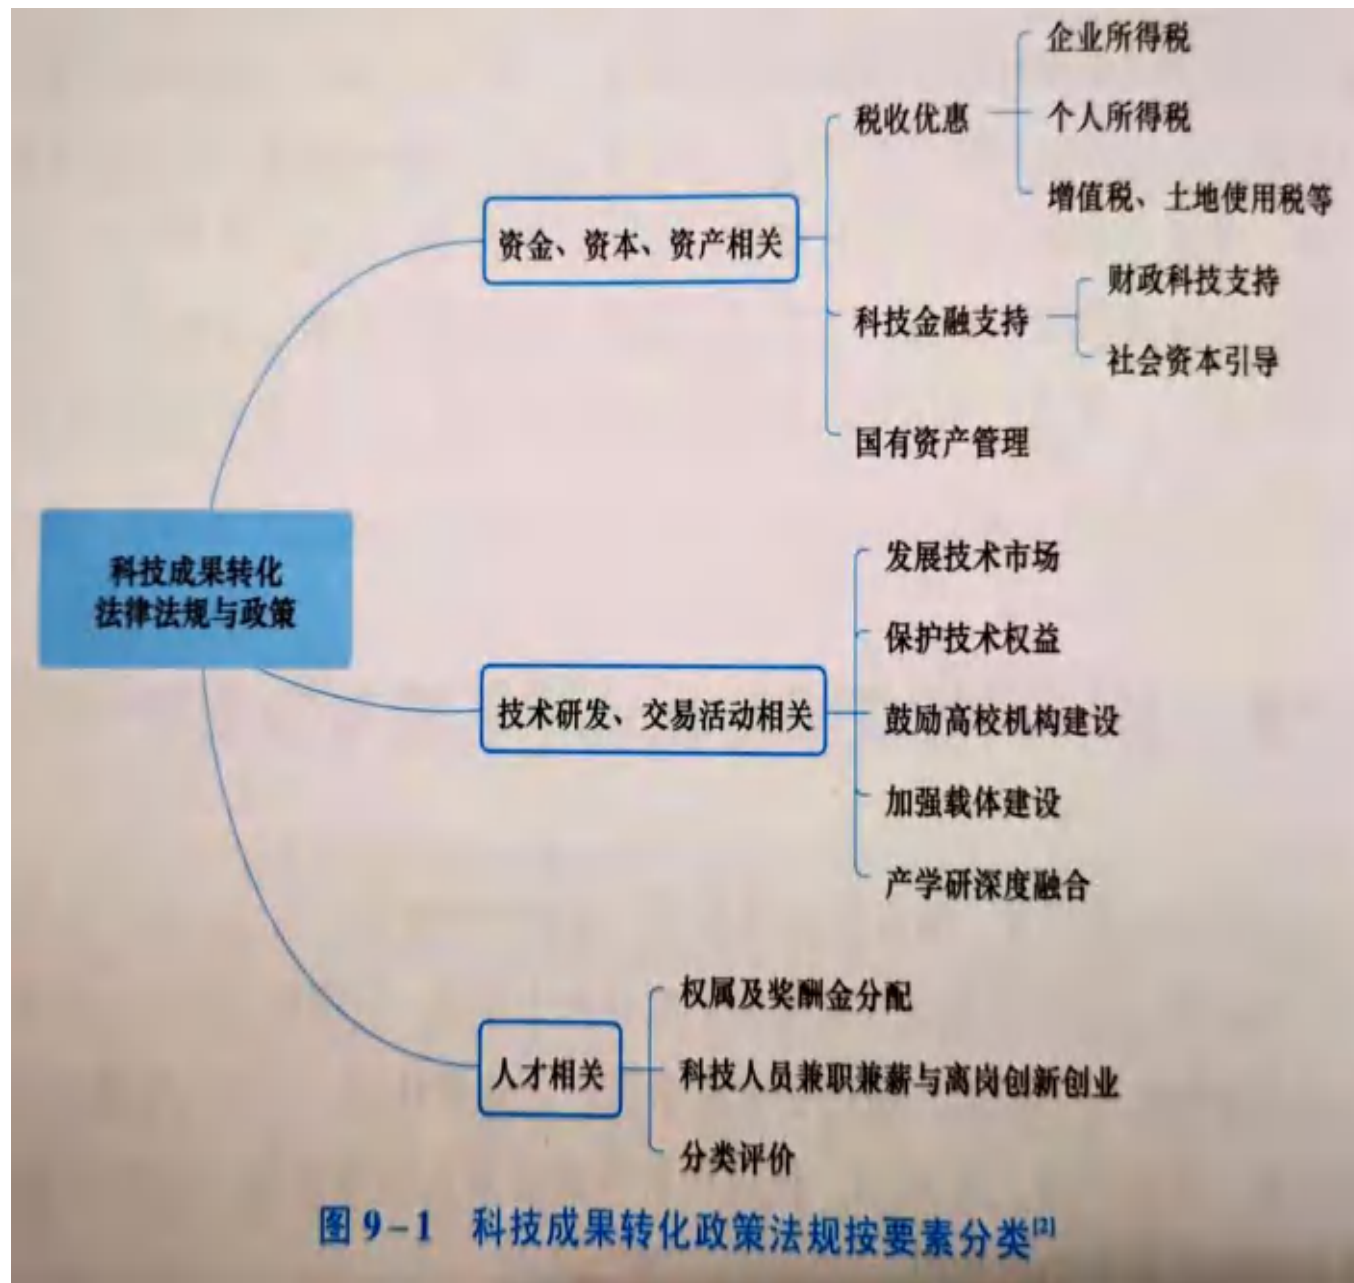 科技成果转化
法律法规与政策
资金、资本、资产相关
税收优惠
企业所得税
个人所得税
增值税、土地使用税等
科技金融支持
财政科技支持
社会资本引导
国有资产管理
技术研发、交易活动相关
发展技术市场
保护技术权益
鼓励高校机构建设
加强载体建设
产学研深度融合
人才相关
权属及奖酬金分配
科技人员兼职兼薪与离岗创新创业
分类评价
图 9-1 科技成果转化政策法规按要素分类[2]